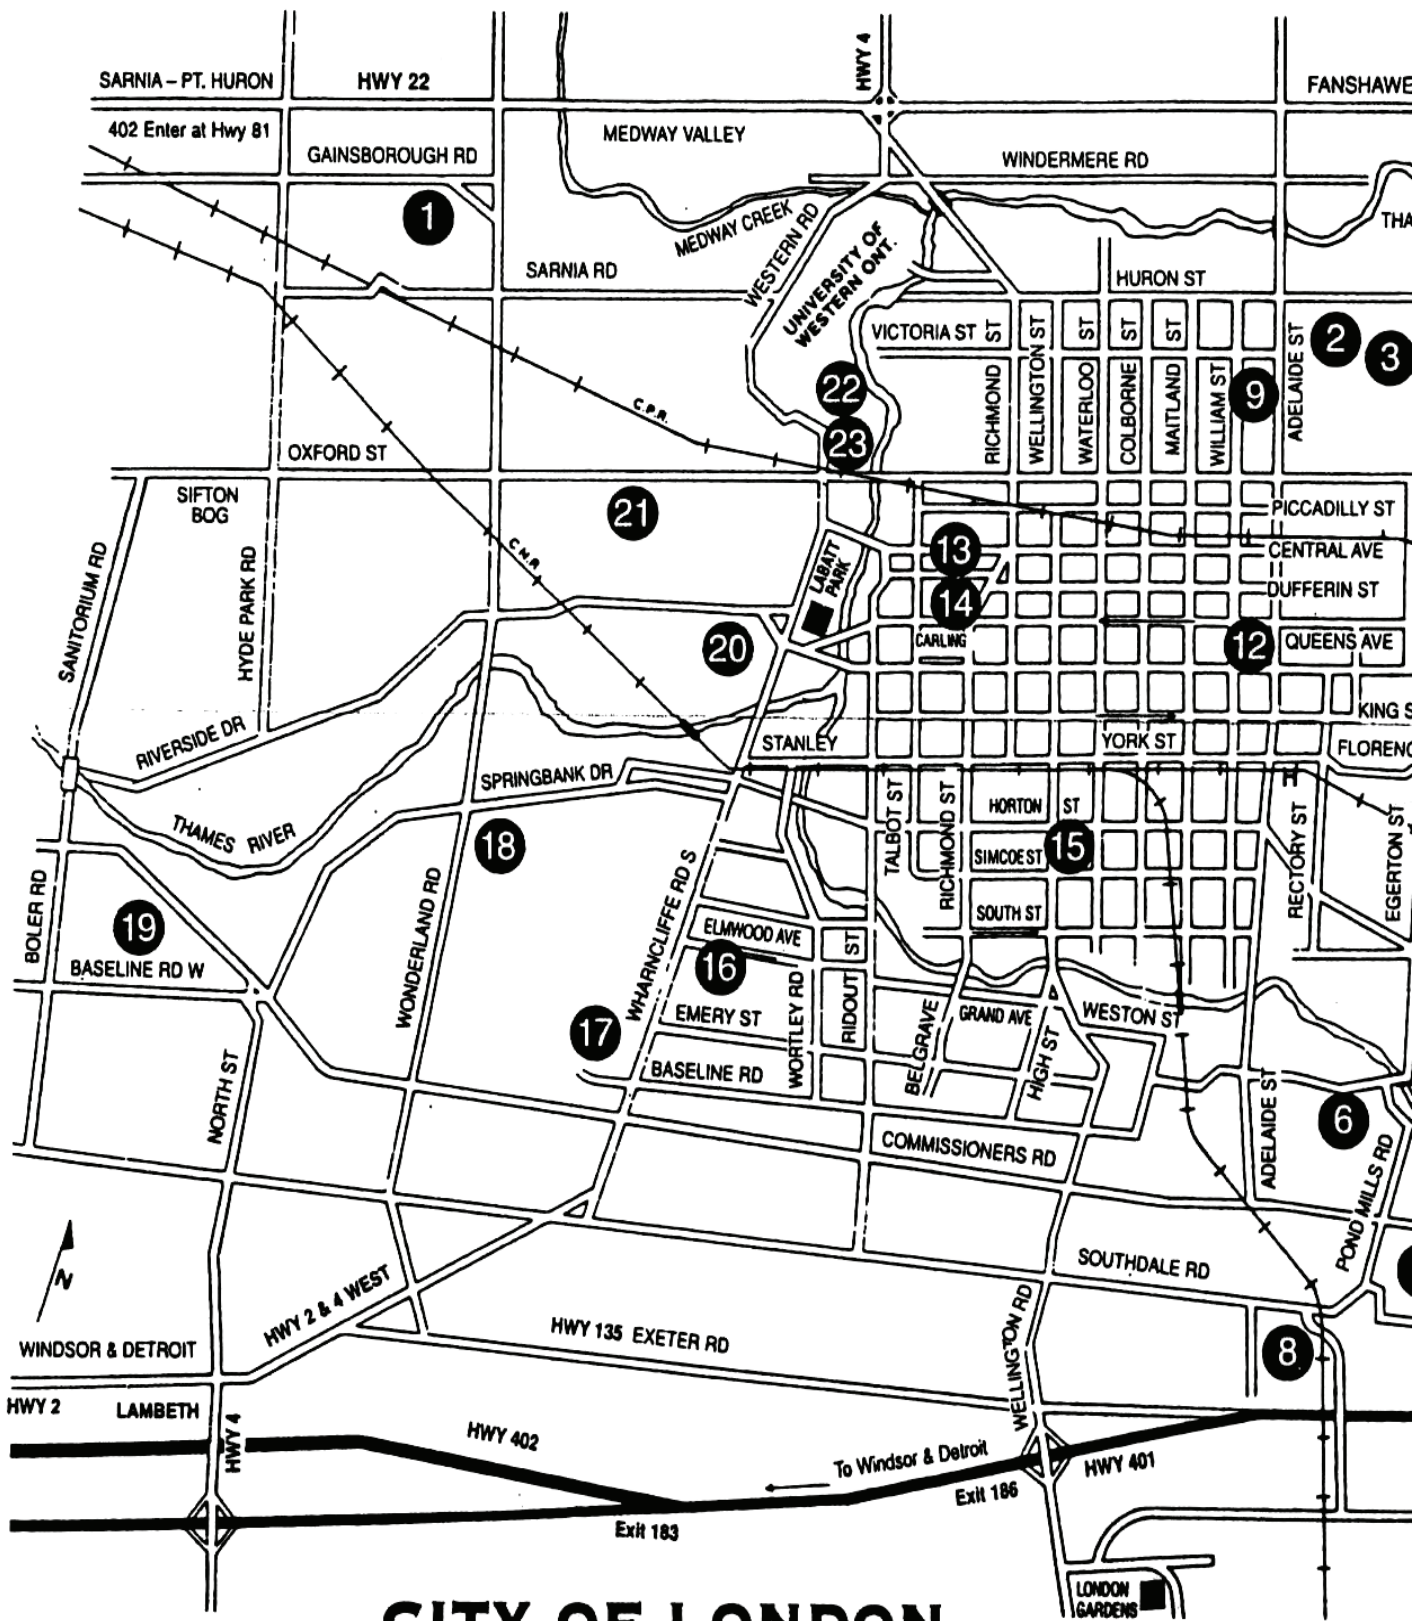 HWY 4
SARNIA – PT. HURON
HWY 22
FANSHAWE
402 Enter at Hwy 81
MEDWAY VALLEY
GAINSBOROUGH RD
WINDERMERE RD
1
MEDWAY CREEK
WESTERN RD
THA
UNIVERSITY OF
WESTERN ONT.
SARNIA RD
HURON ST
VICTORIA ST
RICHMOND ST
WELLINGTON ST
WATERLOO ST
COLBORNE ST
MAITLAND ST
WILLIAM ST
ADELAIDE ST
2
3
22
9
C.P.R.
23
OXFORD ST
SIFTON
BOG
21
PICCADILLY ST
C.N.R
13
CENTRAL AVE
LABATT
PARK
SANITORIUM RD
HYDE PARK RD
DUFFERIN ST
14
20
CARLING
12
QUEENS AVE
KING S
RIVERSIDE DR
STANLEY
YORK ST
FLORENC
SPRINGBANK DR
THAMES RIVER
HORTON ST
TALBOT ST
RICHMOND ST
18
SIMCOE ST
15
RECTORY ST
EGERTON ST
BOLER RD
19
WONDERLAND RD
WHARNCLIFFE RD S
SOUTH ST
ELMWOOD AVE
BASELINE RD W
16
WORTLEY RD
RIDOUT ST
17
EMERY ST
BELGRAVE
GRAND AVE
WESTON ST
HIGH ST
BASELINE RD
NORTH ST
6
ADELAIDE ST
COMMISSIONERS RD
POND MILLS RD
N
SOUTHDALE RD
HWY 2 & 4 WEST
HWY 135 EXETER RD
WELLINGTON RD
WINDSOR & DETROIT
8
HWY 2
LAMBETH
HWY 4
HWY 402
To Windsor & Detroit
HWY 401
Exit 186
Exit 183
LONDON
GARDENS
CITY OF LONDON